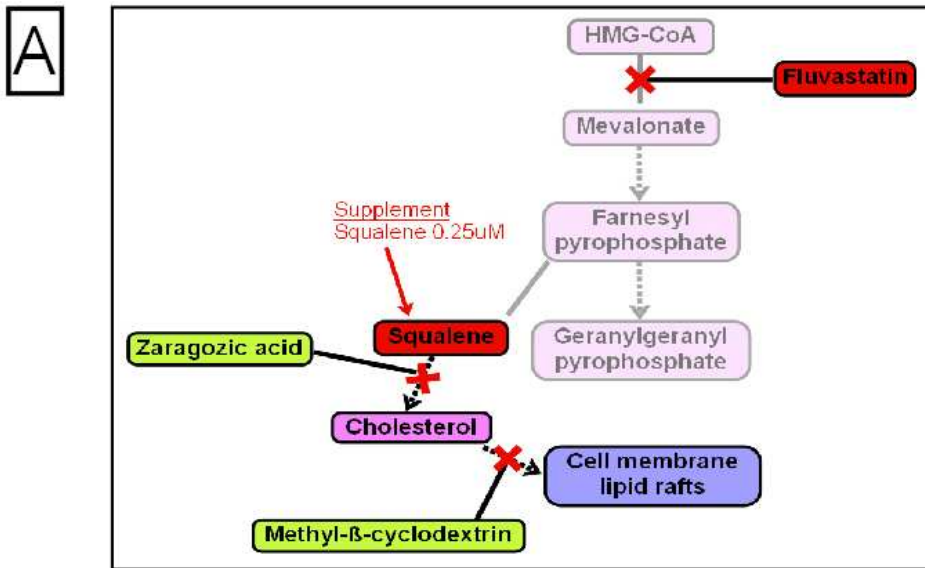 A
HMG-CoA
Fluvastatin
Mevalonate
Supplement
Squalene 0.25uM
Farnesyl
pyrophosphate
Squalene
Geranylgeranyl
pyrophosphate
Zaragozic acid
Cholesterol
Cell membrane
lipid rafts
Methyl-ß-cyclodextrin